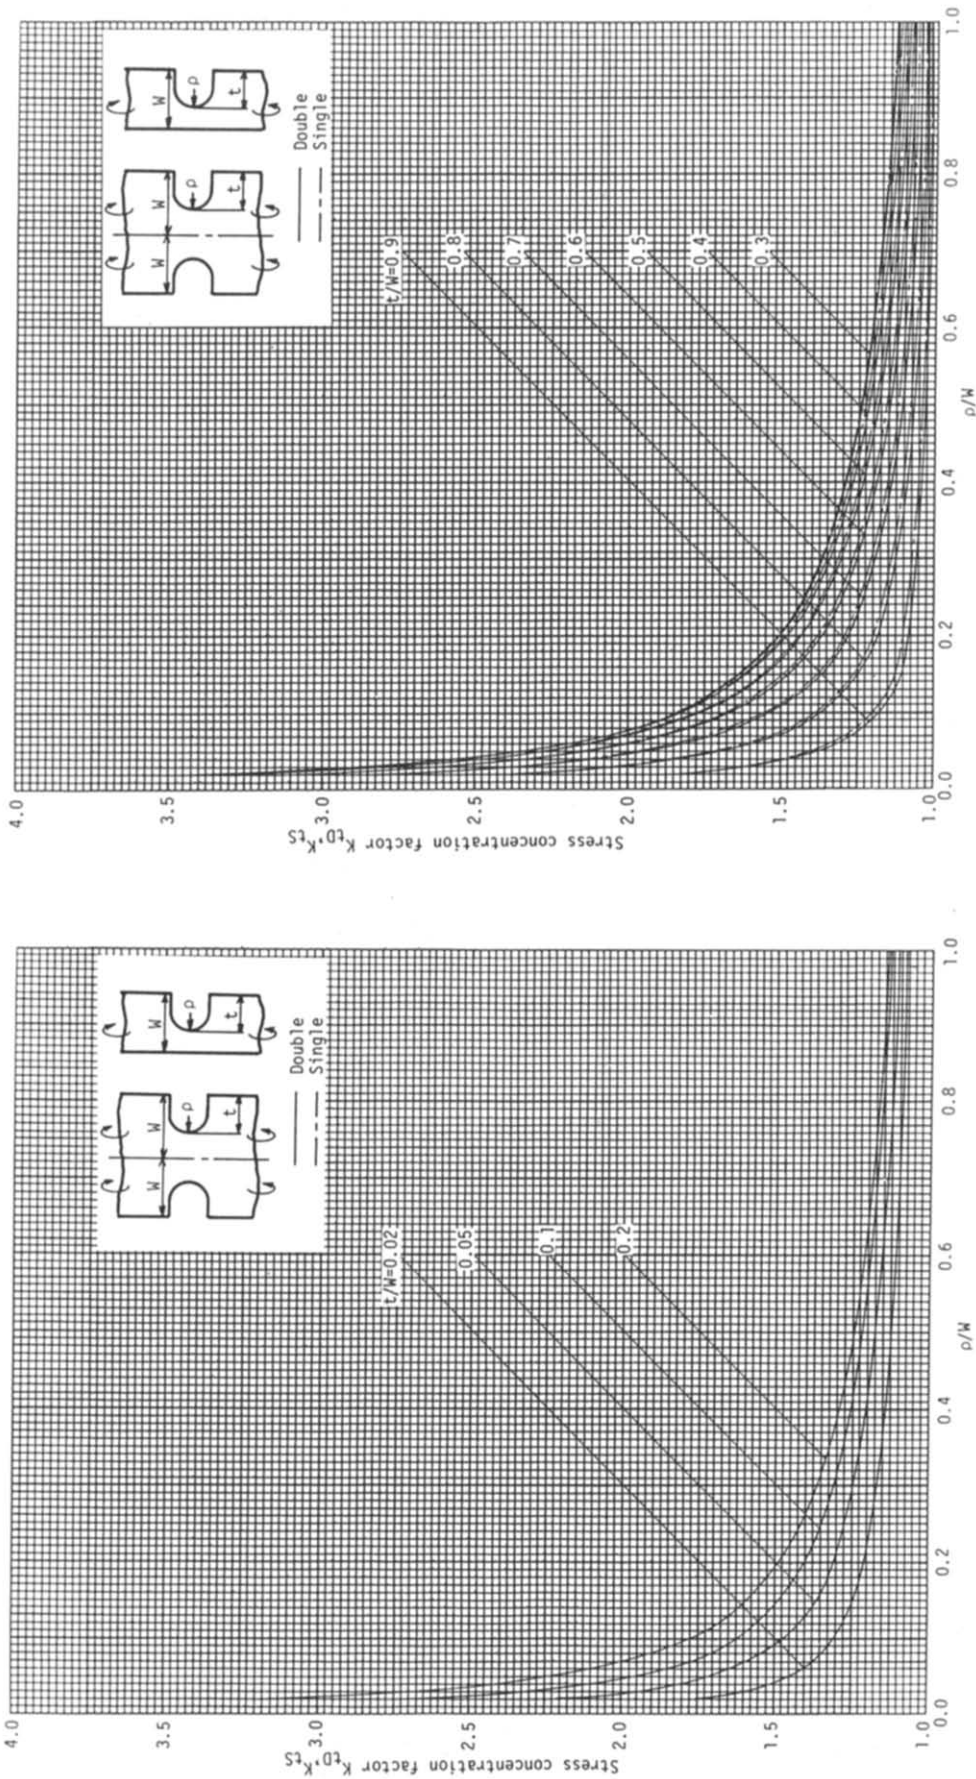 4.0
3.5
3.0
2.5
2.0
1.5
1.0
Stress concentration factor KtD,KtS
0.0
0.2
0.4
0.6
0.8
1.0
ρ/W
W
W
ρ
t
W
ρ
t
Double
Single
t/W=0.02
0.05
0.1
0.2
4.0
3.5
3.0
2.5
2.0
1.5
1.0
Stress concentration factor KtD,KtS
0.0
0.2
0.4
0.6
0.8
1.0
ρ/W
W
W
ρ
t
W
ρ
t
Double
Single
t/W=0.9
0.8
0.7
0.6
0.5
0.4
0.3